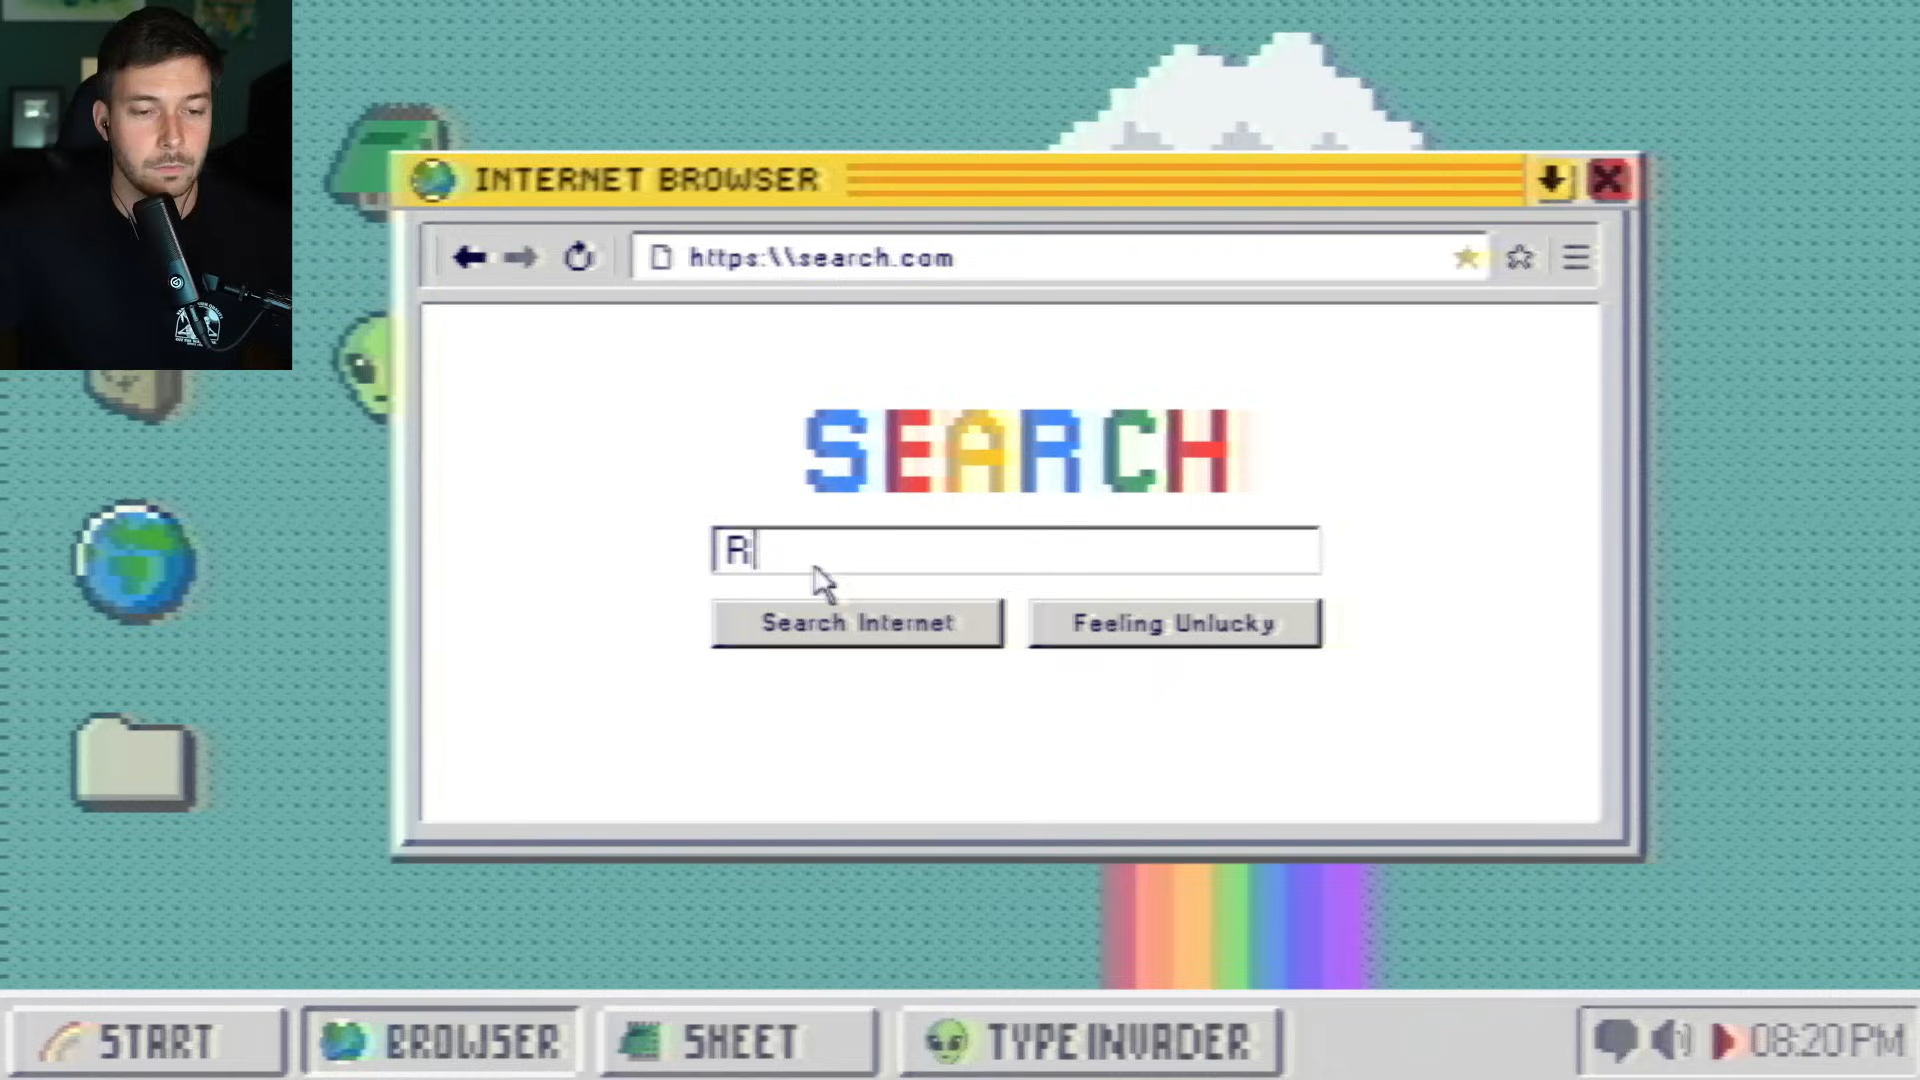 INTERNET BROWSER
https:\\search.com
SEARCH
R
Search Internet
Feeling Unlucky
START
BROWSER
SHEET
TYPE INVADER
08:20 PM